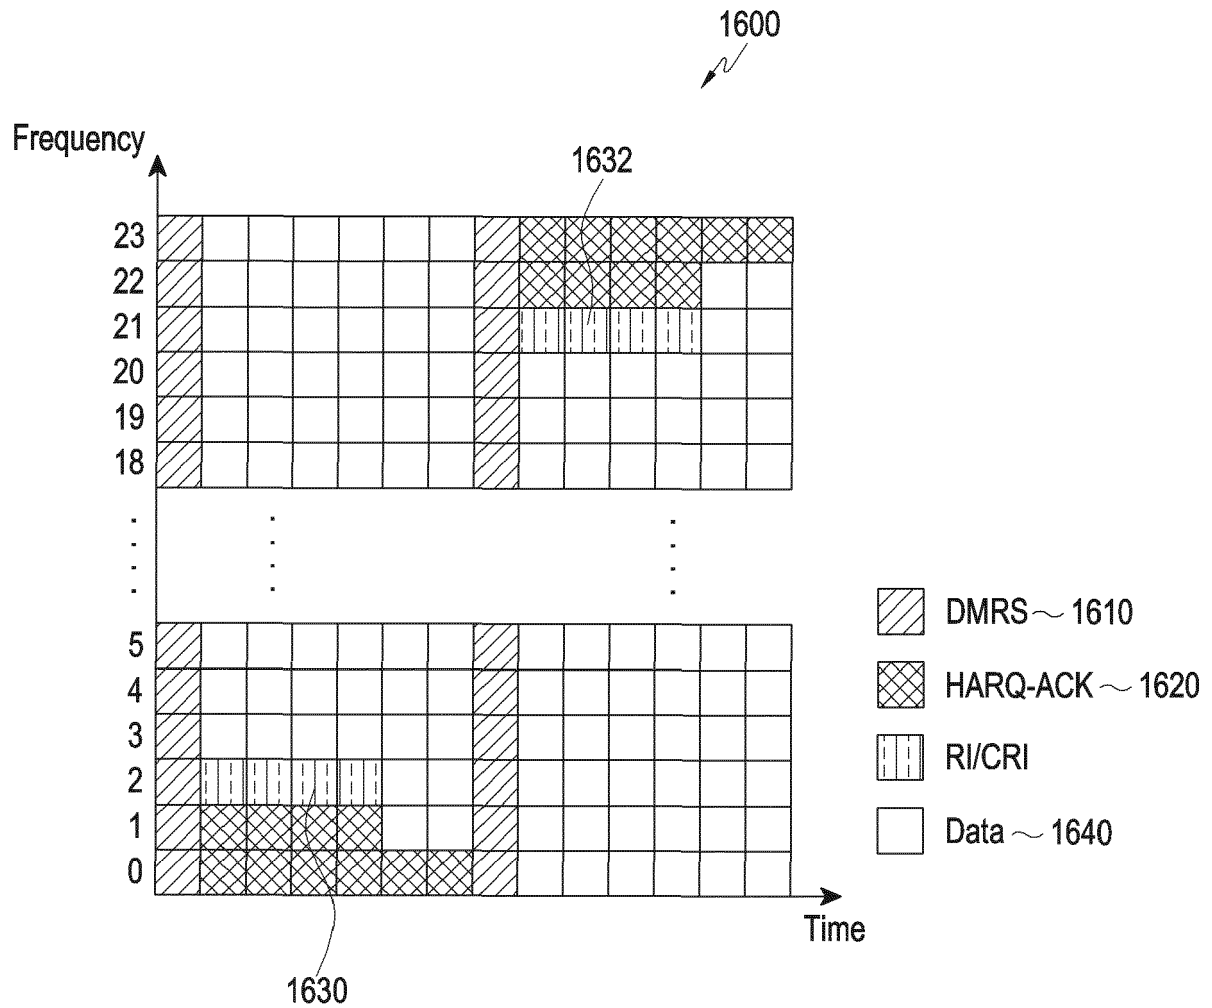 1600
Frequency
1632
23
22
21
20
19
18
5
4
3
2
1
0
DMRS ~ 1610
HARQ-ACK ~ 1620
RI/CRI
Data ~ 1640
Time
1630